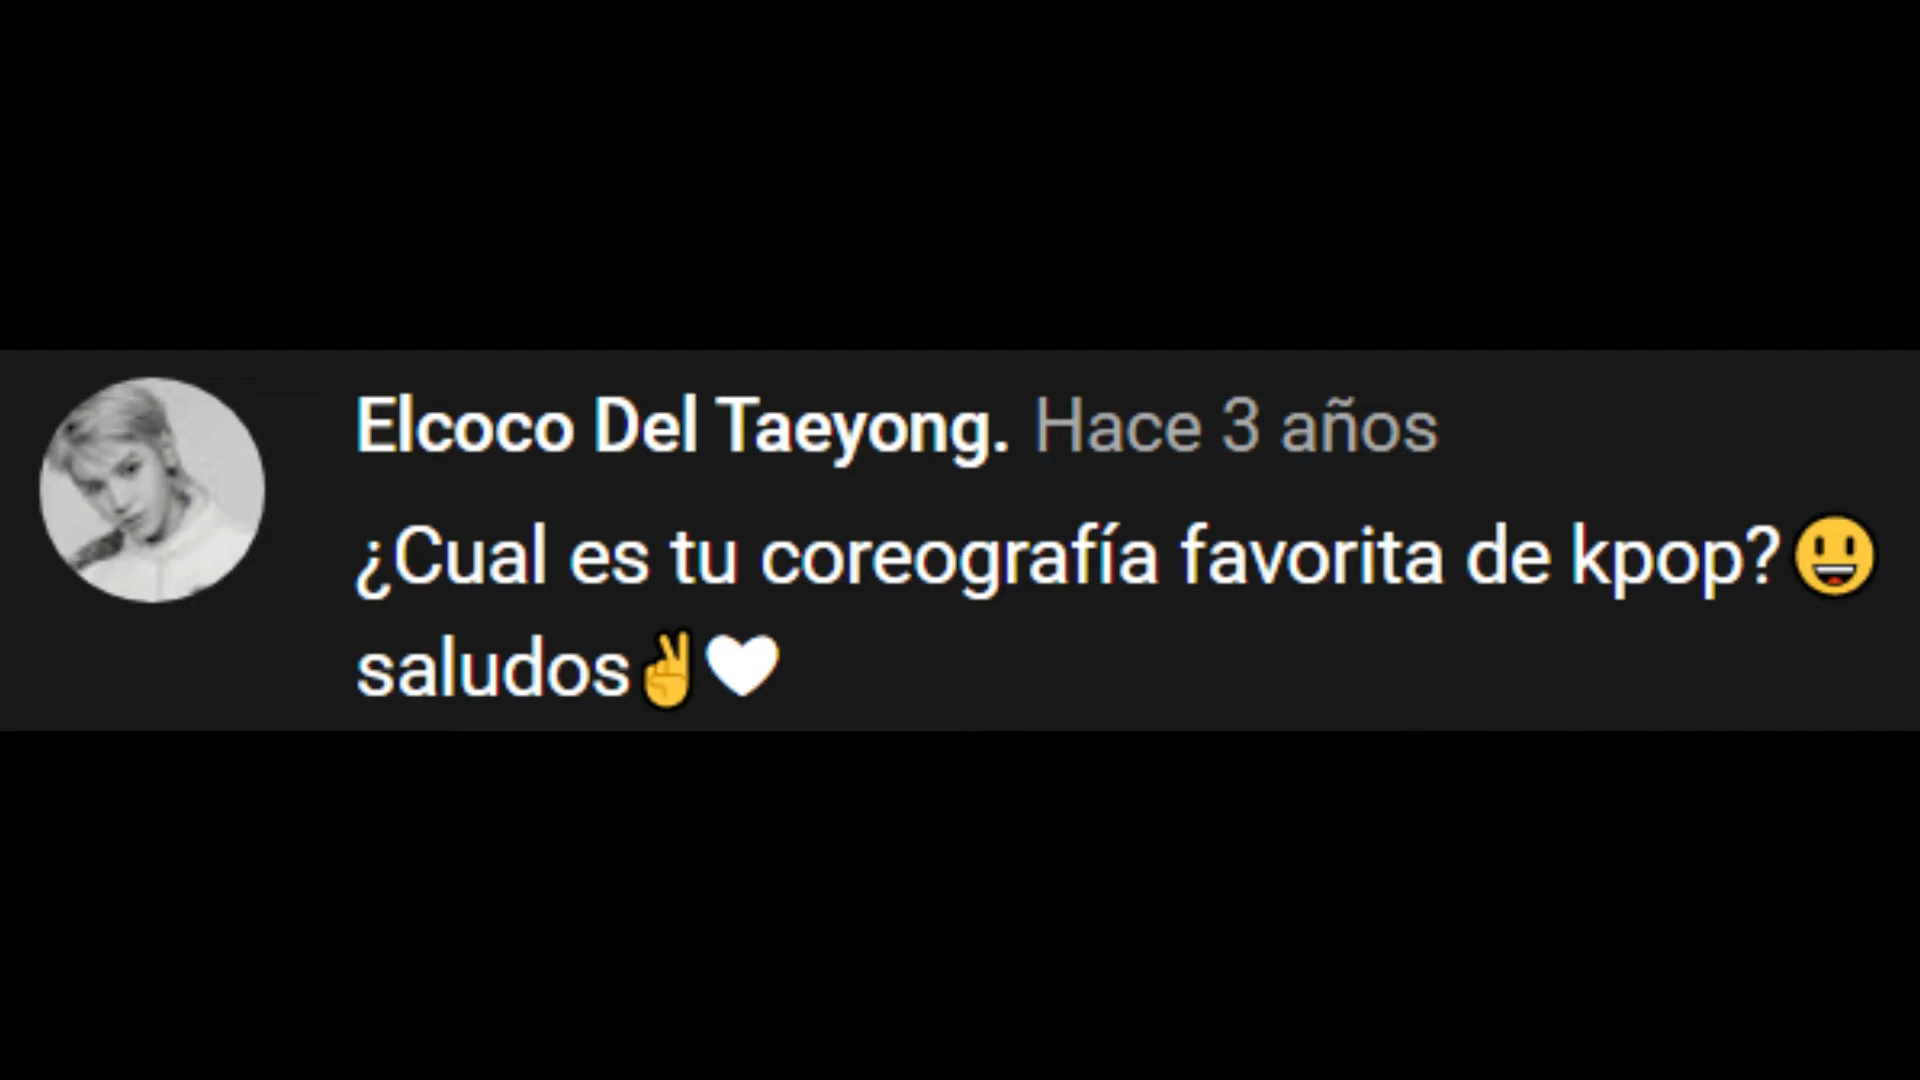 Elcoco Del Taeyong. Hace 3 años
¿Cual es tu coreografía favorita de kpop?😃
saludos✌️🤍